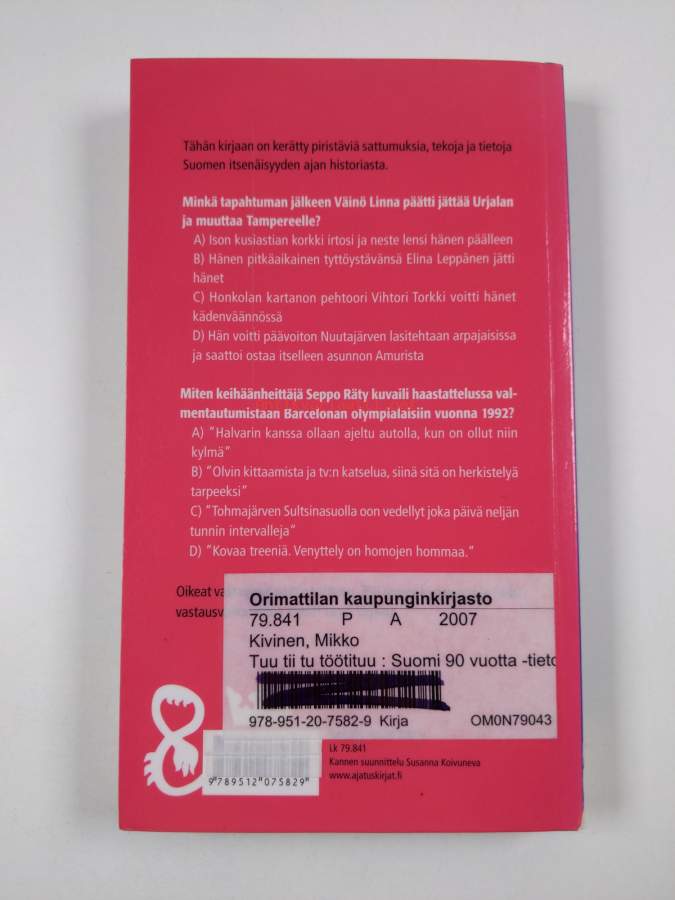 Tähän kirjaan on kerätty piristäviä sattumuksia, tekoja ja tietoja
Suomen itsenäisyyden ajan historiasta.
Minkä tapahtuman jälkeen Väinö Linna päätti jättää Urjalan
ja muuttaa Tampereelle?
A) Ison kusiastian korkki irtosi ja neste lensi hänen päälleen
B) Hänen pitkäaikainen tyttöystävänsä Elina Leppänen jätti
hänet
C) Honkolan kartanon pehtoori Vihtori Torkki voitti hänet
kädenväännössä
D) Hän voitti päävoiton Nuutajärven lasitehtaan arpajaisissa
ja saattoi ostaa itselleen asunnon Amurista
Miten keihäänheittäjä Seppo Räty kuvaili haastattelussa val-
mentautumistaan Barcelonan olympialaisiin vuonna 1992?
A) "Halvarin kanssa ollaan ajeltu autolla, kun on ollut niin
kylmä"
B) "Olvin kittaamista ja tv:n katselua, siinä sitä on herkistelyä
tarpeeksi"
C) "Tohmajärven Sultsinasuolla oon vedellyt joka päivä neljän
tunnin intervalleja"
D) "Kovaa treeniä. Venyttely on homojen hommaa."
Oikeat va
vastausv
Orimattilan kaupunginkirjasto
79.841 P A 2007
Kivinen, Mikko
Tuu tii tu töötituu : Suomi 90 vuotta -tieto
978-951-20-7582-9 Kirja OM0N79043
9789512075829
Lk 79.841
Kannen suunnittelu Susanna Koivuneva
www.ajatuskirjat.fi